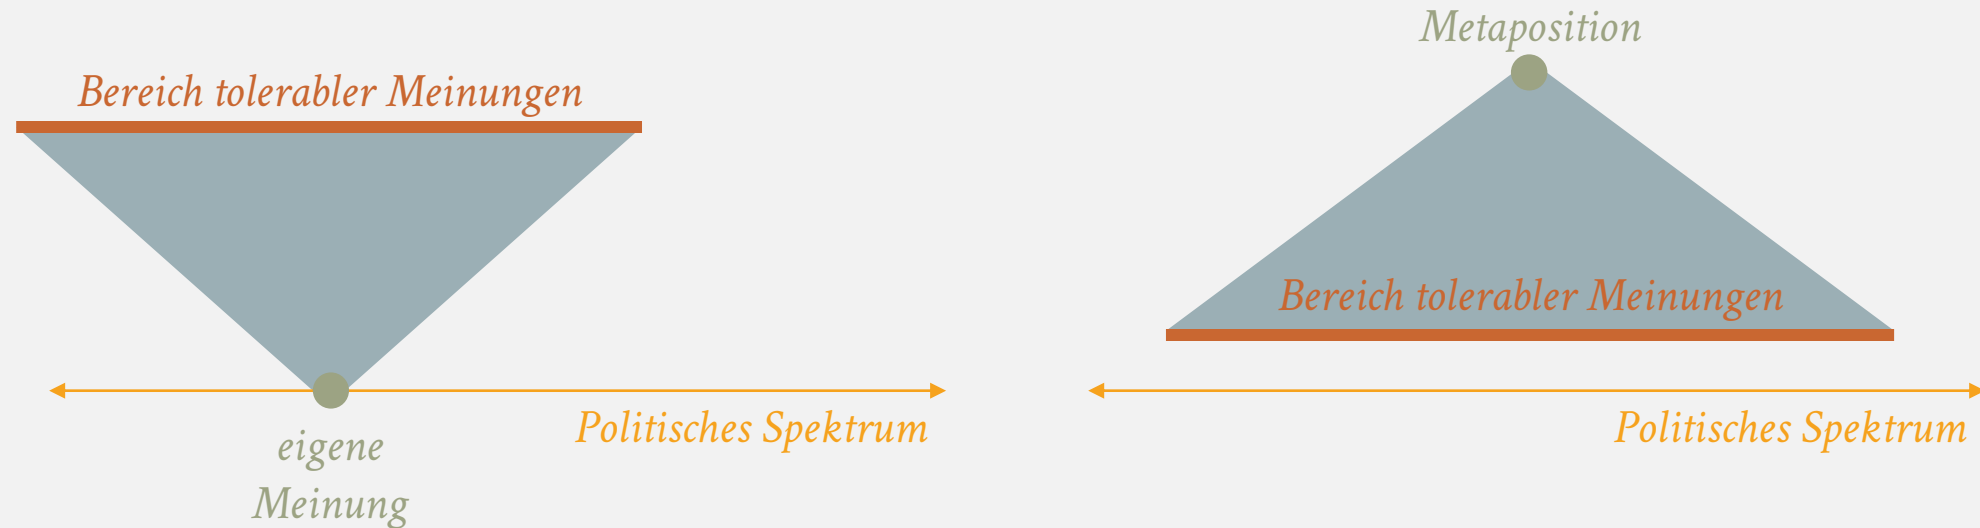 Bereich tolerabler Meinungen
Politisches Spektrum
eigene
Meinung
Metaposition
Bereich tolerabler Meinungen
Politisches Spektrum